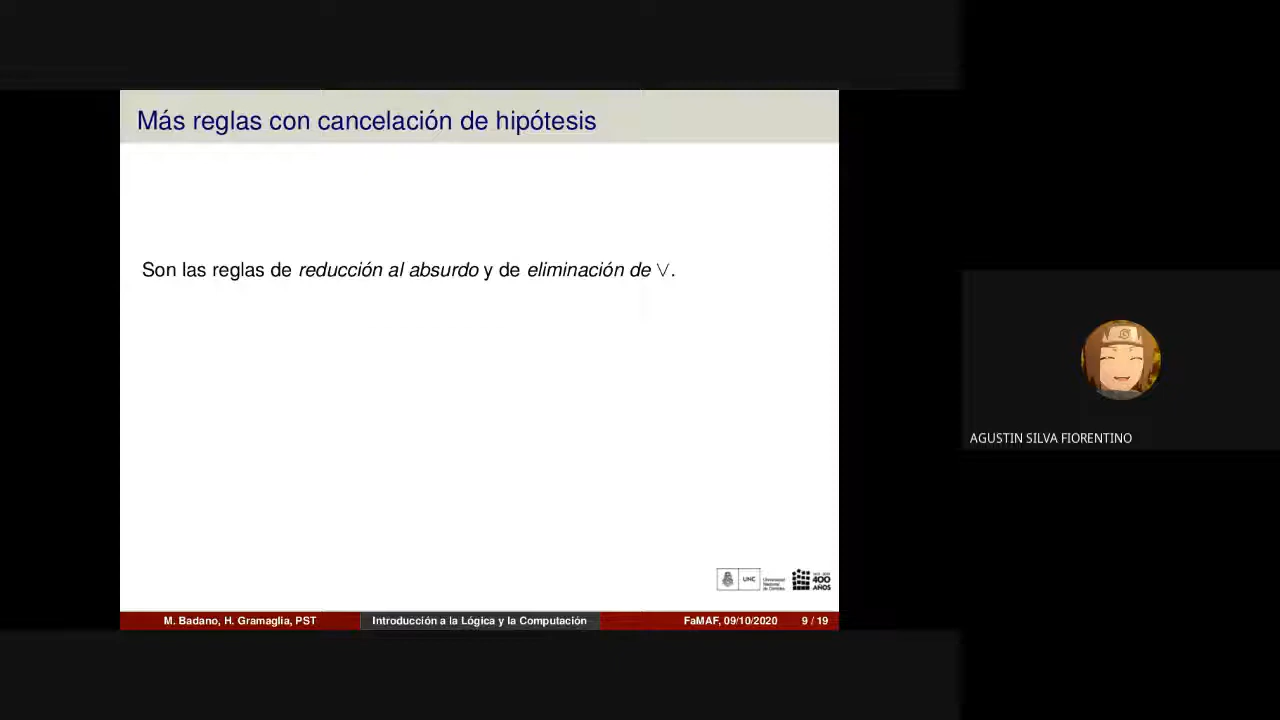 Más reglas con cancelación de hipótesis
Son las reglas de reducción al absurdo y de eliminación de ∨.
AGUSTIN SILVA FIORENTINO
UNC
400
AÑOS
M. Badano, H. Gramaglia, PST Introducción a la Lógica y la Computación FaMAF, 09/10/2020 9 / 19